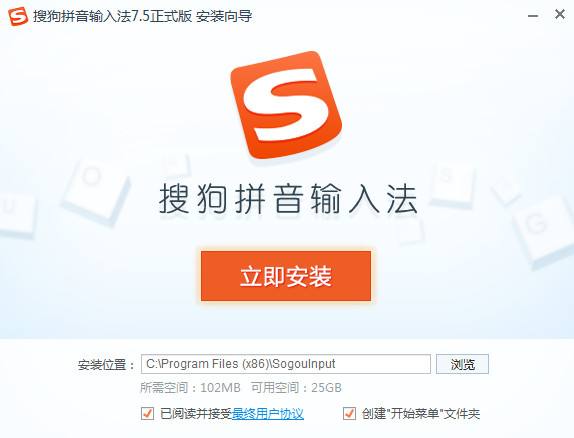 搜狗拼音输入法7.5正式版 安装向导
S
搜狗拼音输入法
U O S G
立即安装
安装位置： C:\Program Files (x86)\SogouInput 浏览
所需空间：102MB 可用空间：25GB
已阅读并接受最终用户协议 创建"开始菜单"文件夹